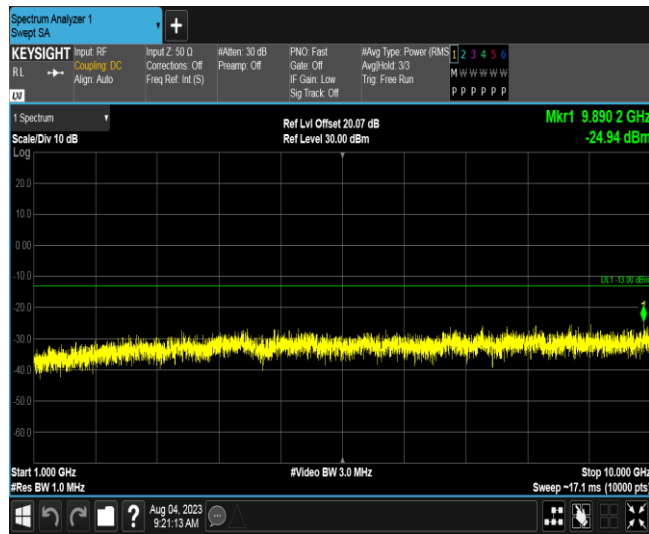 Spectrum Analyzer 1
Swept SA
+
KEYSIGHT
RL
LXI
Input: RF
Coupling: DC
Align: Auto
Input Z: 50 Ω
Corrections: Off
Freq Ref: Int (S)
#Atten: 30 dB
Preamp: Off
PNO: Fast
Gate: Off
IF Gain: Low
Sig Track: Off
#Avg Type: Power (RMS
Avg|Hold: 3/3
Trig: Free Run
1 2 3 4 5 6
M W W W W W
P P P P P P
1 Spectrum
Scale/Div 10 dB
Log
Ref Lvl Offset 20.07 dB
Ref Level 30.00 dBm
Mkr1 9.890 2 GHz
-24.94 dBm
20.0
10.0
0.00
-10.0
-20.0
-30.0
-40.0
-50.0
-60.0
DL1 -13.00 dBm
1
Start 1.000 GHz
#Res BW 1.0 MHz
#Video BW 3.0 MHz
Stop 10.000 GHz
Sweep ~17.1 ms (10000 pts
?
Aug 04, 2023
9:21:13 AM